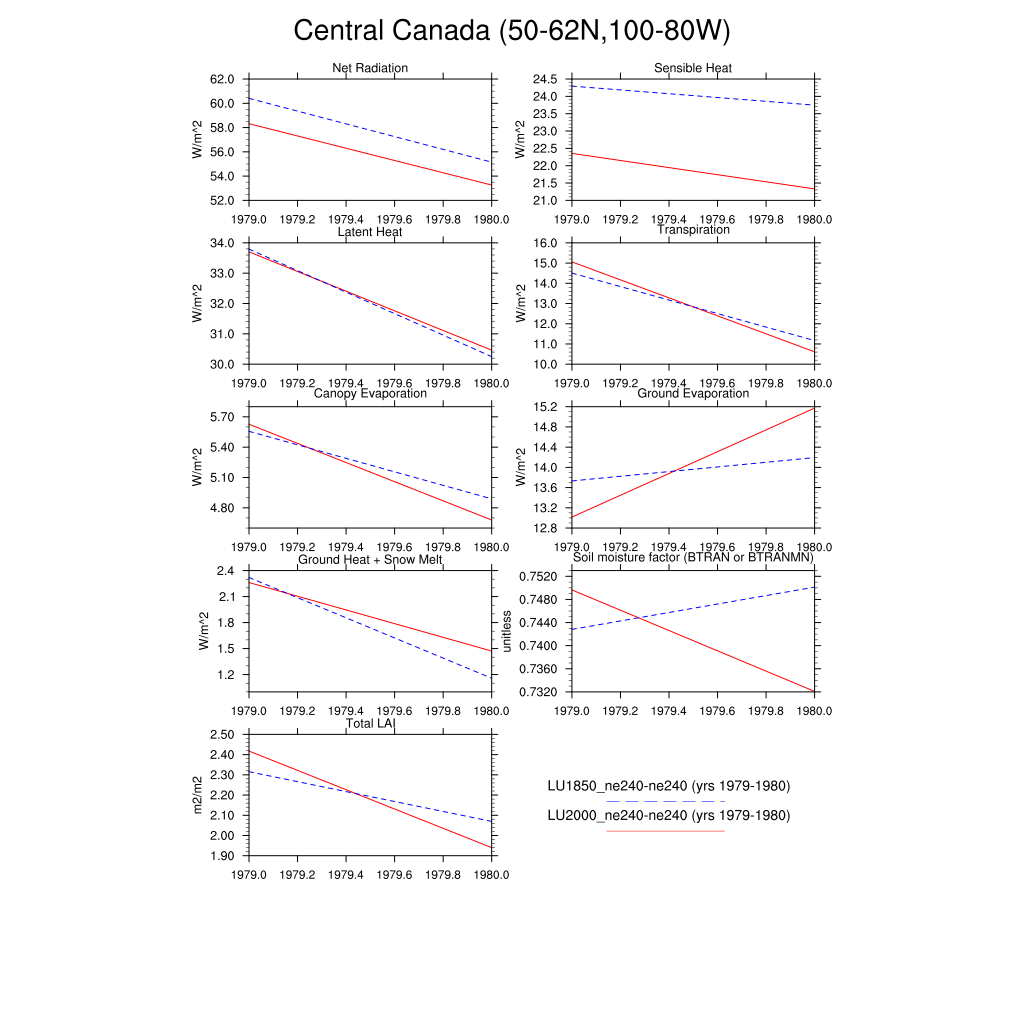 Central Canada (50-62N,100-80W)
Net Radiation
62.0
60.0
58.0
56.0
54.0
52.0
W/m^2
1979.0 1979.2 1979.4 1979.6 1979.8 1980.0
Sensible Heat
24.5
24.0
23.5
23.0
22.5
22.0
21.5
21.0
W/m^2
1979.0 1979.2 1979.4 1979.6 1979.8 1980.0
Latent Heat
34.0
33.0
32.0
31.0
30.0
W/m^2
1979.0 1979.2 1979.4 1979.6 1979.8 1980.0
Transpiration
16.0
15.0
14.0
13.0
12.0
11.0
10.0
W/m^2
1979.0 1979.2 1979.4 1979.6 1979.8 1980.0
Canopy Evaporation
5.70
5.40
5.10
4.80
W/m^2
1979.0 1979.2 1979.4 1979.6 1979.8 1980.0
Ground Evaporation
15.2
14.8
14.4
14.0
13.6
13.2
12.8
W/m^2
1979.0 1979.2 1979.4 1979.6 1979.8 1980.0
Ground Heat + Snow Melt
2.4
2.1
1.8
1.5
1.2
W/m^2
1979.0 1979.2 1979.4 1979.6 1979.8 1980.0
Soil moisture factor (BTRAN or BTRANMN)
0.7520
0.7480
0.7440
0.7400
0.7360
0.7320
unitless
1979.0 1979.2 1979.4 1979.6 1979.8 1980.0
Total LAI
2.50
2.40
2.30
2.20
2.10
2.00
1.90
m2/m2
1979.0 1979.2 1979.4 1979.6 1979.8 1980.0
LU1850_ne240-ne240 (yrs 1979-1980)
LU2000_ne240-ne240 (yrs 1979-1980)